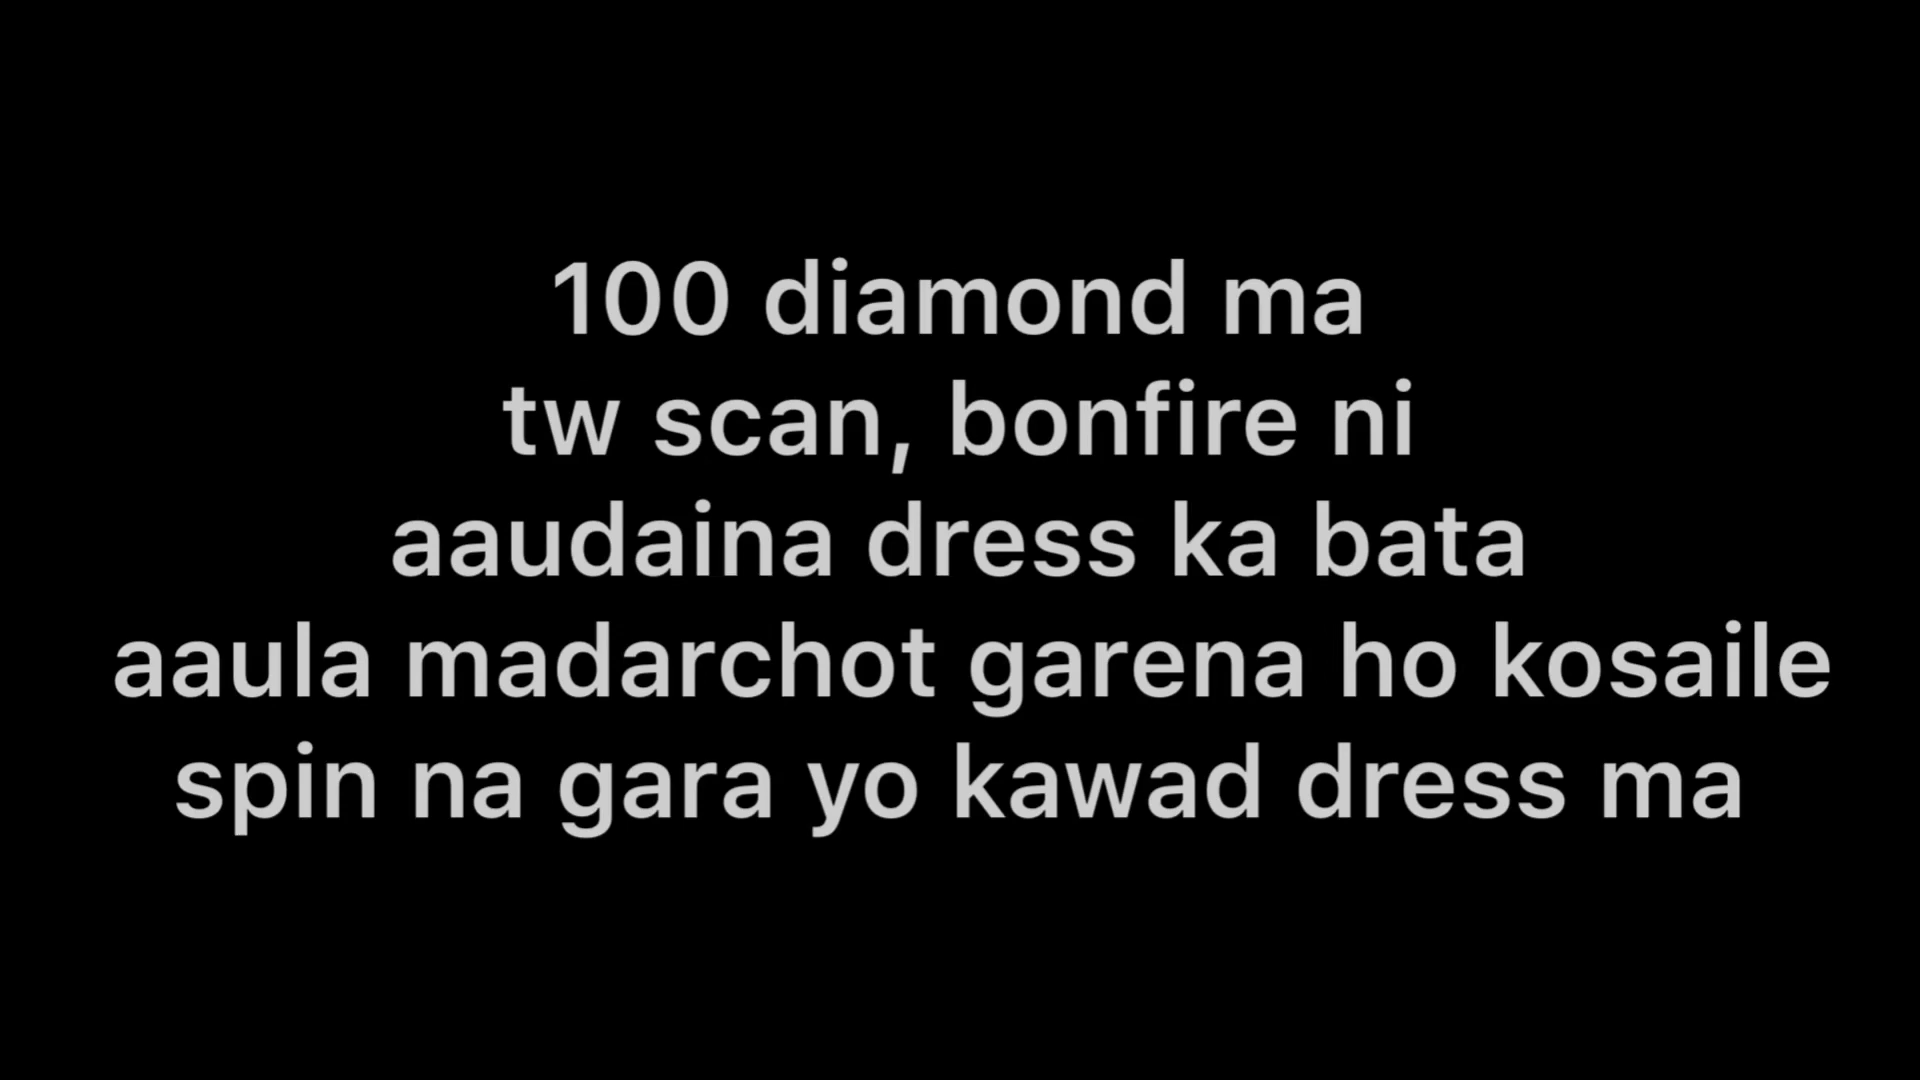 100 diamond ma
tw scan, bonfire ni
aaudaina dress ka bata
aaula madarchot garena ho kosaile
spin na gara yo kawad dress ma